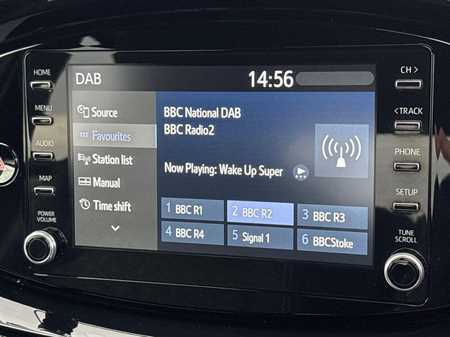 HOME
MENU
AUDIO
MAP
POWER
VOLUME
DAB
14:56
Source
Favourites
Station list
Manual
Time shift
BBC National DAB
BBC Radio2
Now Playing: Wake Up Super
1 BBC R1
2 BBC R2
3 BBC R3
4 BBC R4
5 Signal 1
6 BBCStoke
CH >
< TRACK
PHONE
SETUP
TUNE
SCROLL